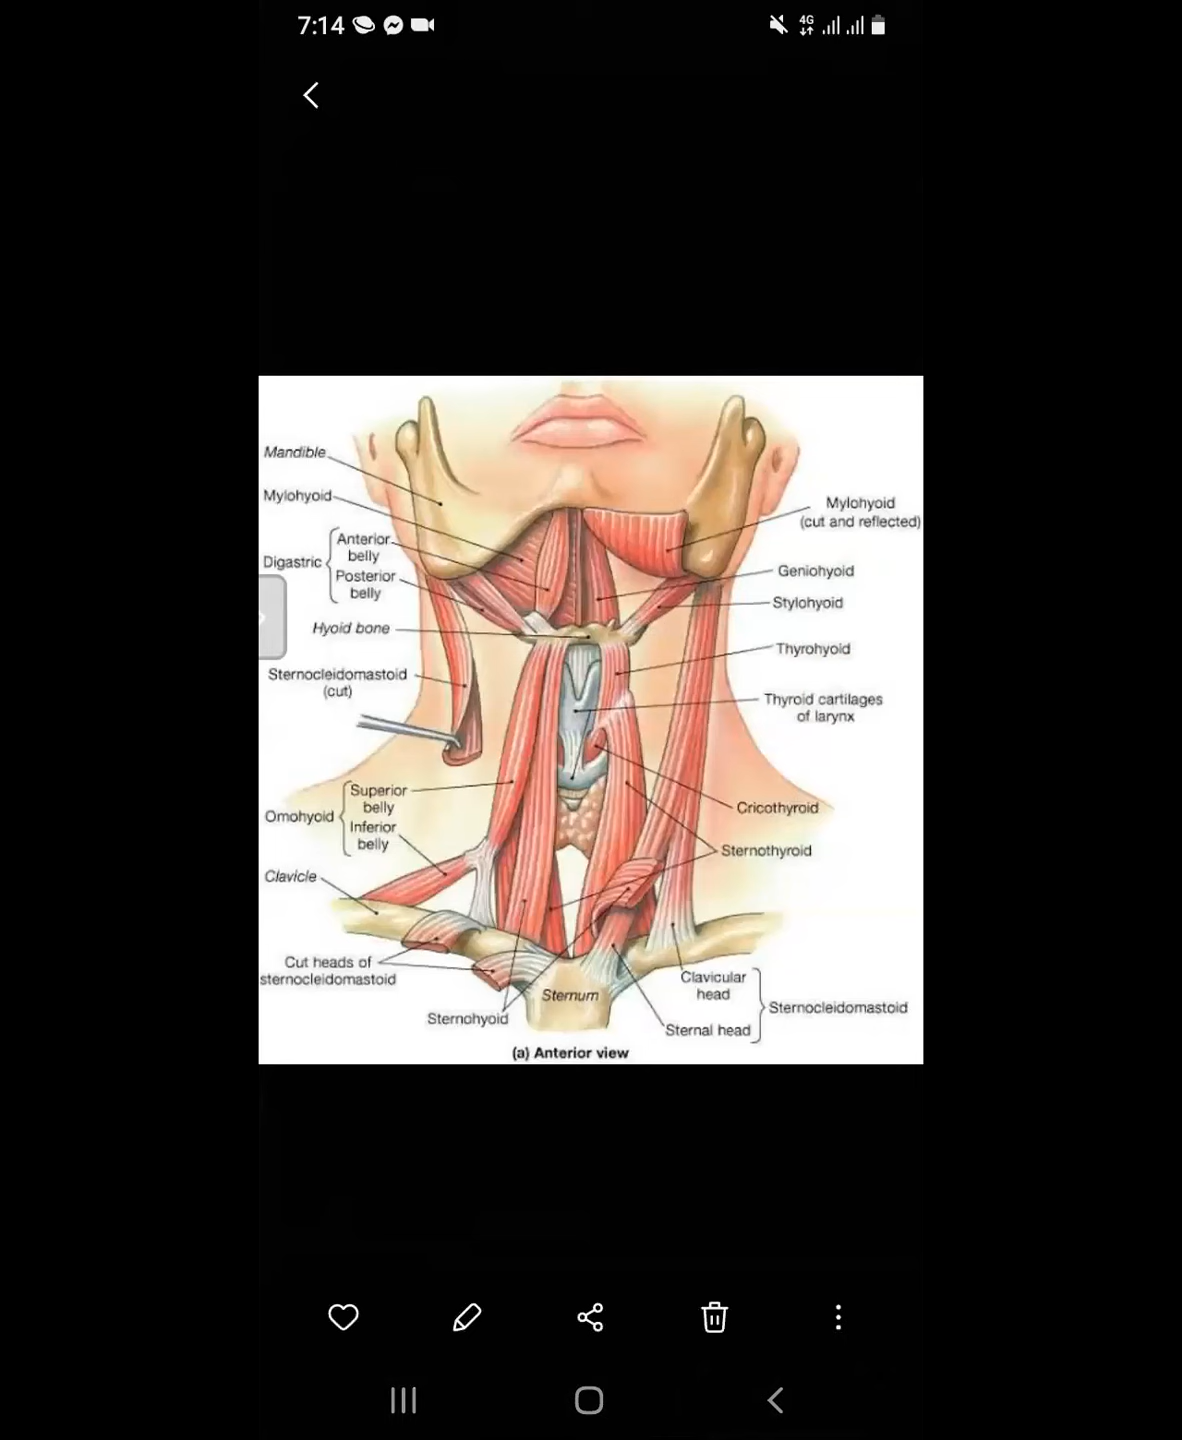 7:14
4G
Mandible
Mylohyoid
Digastric
Anterior
belly
Posterior
belly
Hyoid bone
Sternocleidomastoid
(cut)
Omohyoid
Superior
belly
Inferior
belly
Clavicle
Cut heads of
sternocleidomastoid
Sternohyoid
Sternum
Mylohyoid
(cut and reflected)
Geniohyoid
Stylohyoid
Thyrohyoid
Thyroid cartilages
of larynx
Cricothyroid
Sternothyroid
Clavicular
head
Sternal head
Sternocleidomastoid
(a) Anterior view